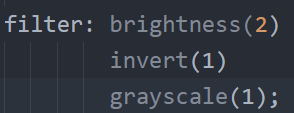 filter: brightness(2)
invert(1)
grayscale(1);